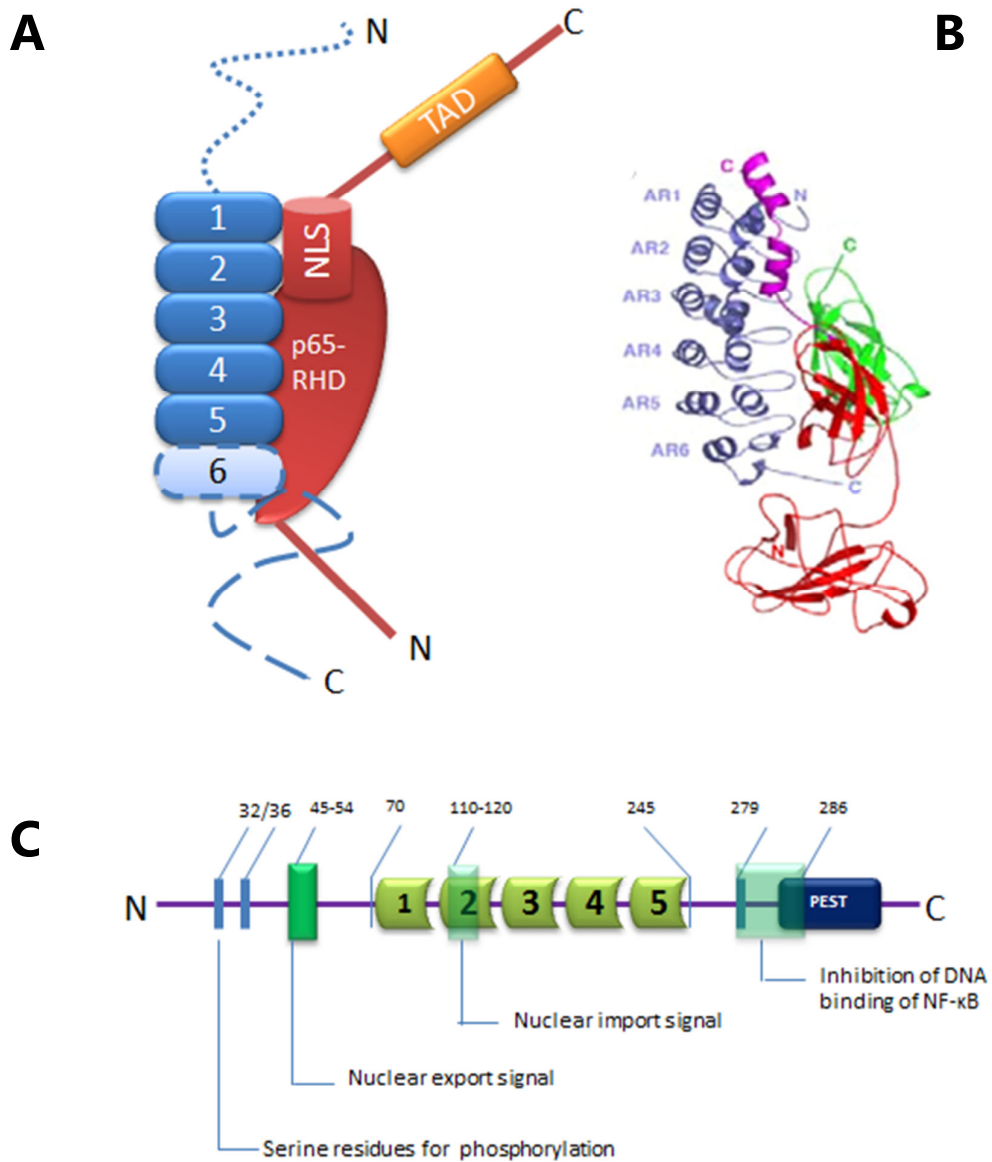 A
N
C
TAD
1
NLS
2
3
p65-
RHD
4
5
6
N
C
B
C
AR1
N
AR2
C
AR3
AR4
AR5
AR6
C
N
C
32/36
45-54
70
110-120
245
279
286
N
1
2
3
4
5
PEST
C
Inhibition of DNA
binding of NF-κB
Nuclear import signal
Nuclear export signal
Serine residues for phosphorylation